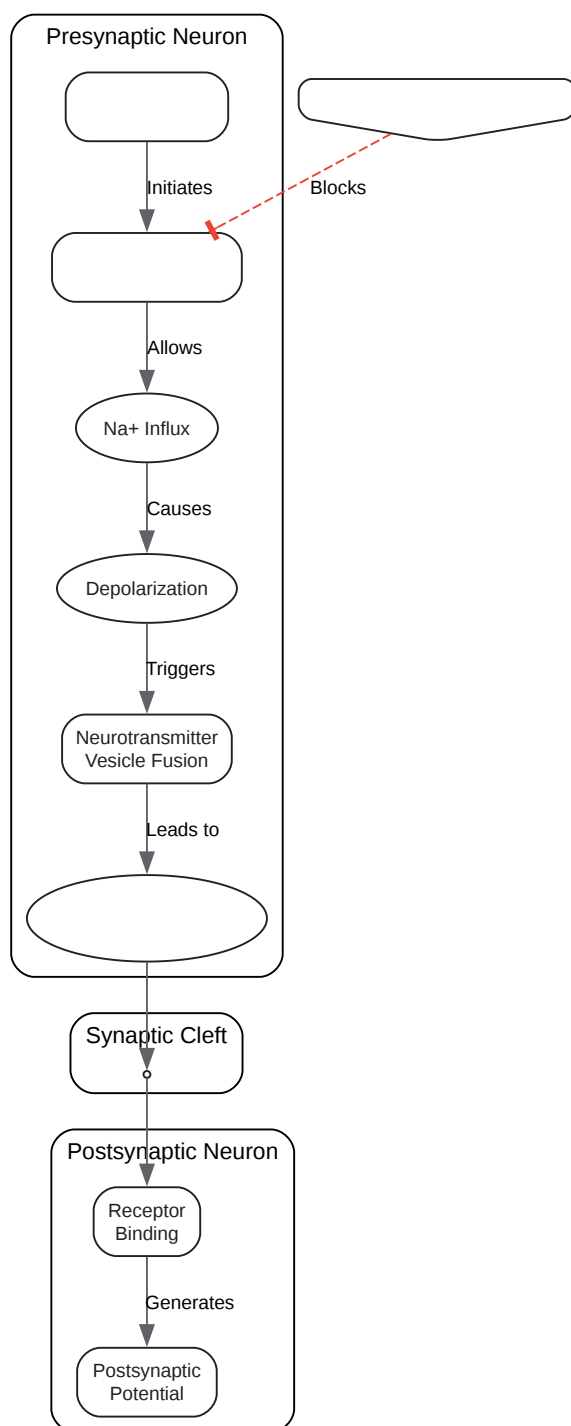 Presynaptic Neuron
Initiates
Blocks
Allows
Na+ Influx
Causes
Depolarization
Triggers
Neurotransmitter
Vesicle Fusion
Leads to
Synaptic Cleft
Postsynaptic Neuron
Receptor
Binding
Generates
Postsynaptic
Potential